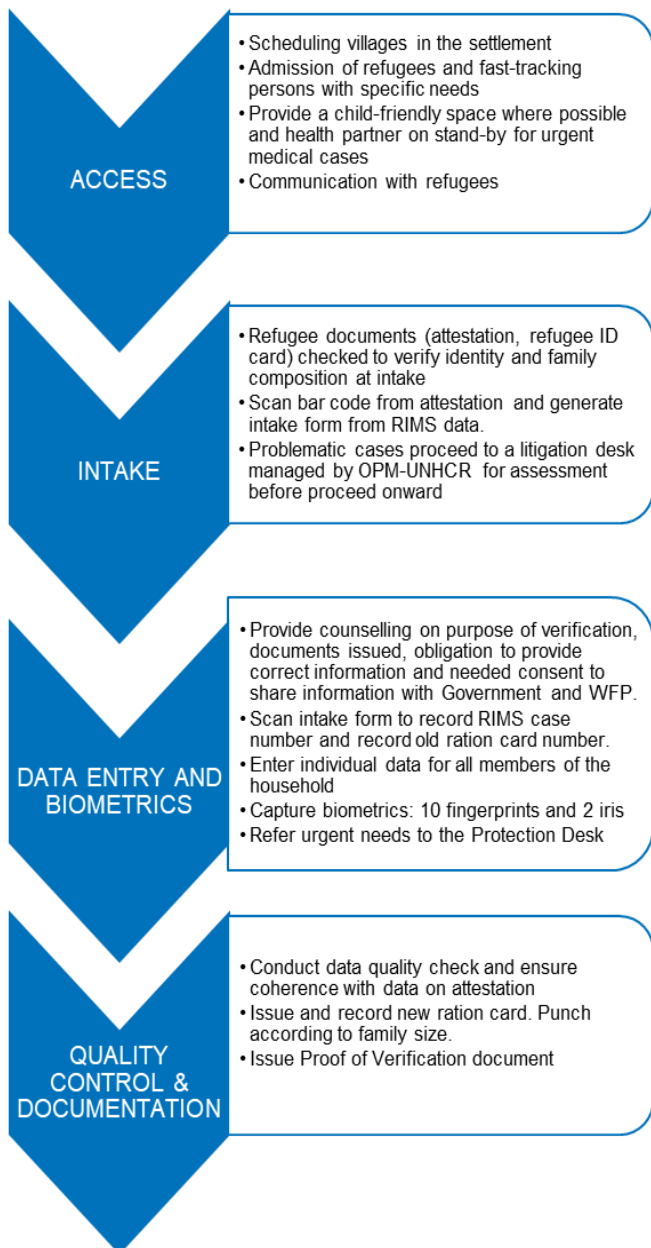 ACCESS
• Scheduling villages in the settlement
• Admission of refugees and fast-tracking
persons with specific needs
• Provide a child-friendly space where possible
and health partner on stand-by for urgent
medical cases
• Communication with refugees
INTAKE
• Refugee documents (attestation, refugee ID
card) checked to verify identity and family
composition at intake
• Scan bar code from attestation and generate
intake form from RIMS data.
• Problematic cases proceed to a litigation desk
managed by OPM-UNHCR for assessment
before proceed onward
DATA ENTRY AND
BIOMETRICS
• Provide counselling on purpose of verification,
documents issued, obligation to provide
correct information and needed consent to
share information with Government and WFP.
• Scan intake form to record RIMS case
number and record old ration card number.
• Enter individual data for all members of the
household
• Capture biometrics: 10 fingerprints and 2 iris
• Refer urgent needs to the Protection Desk
QUALITY
CONTROL &
DOCUMENTATION
• Conduct data quality check and ensure
coherence with data on attestation
• Issue and record new ration card. Punch
according to family size.
• Issue Proof of Verification document